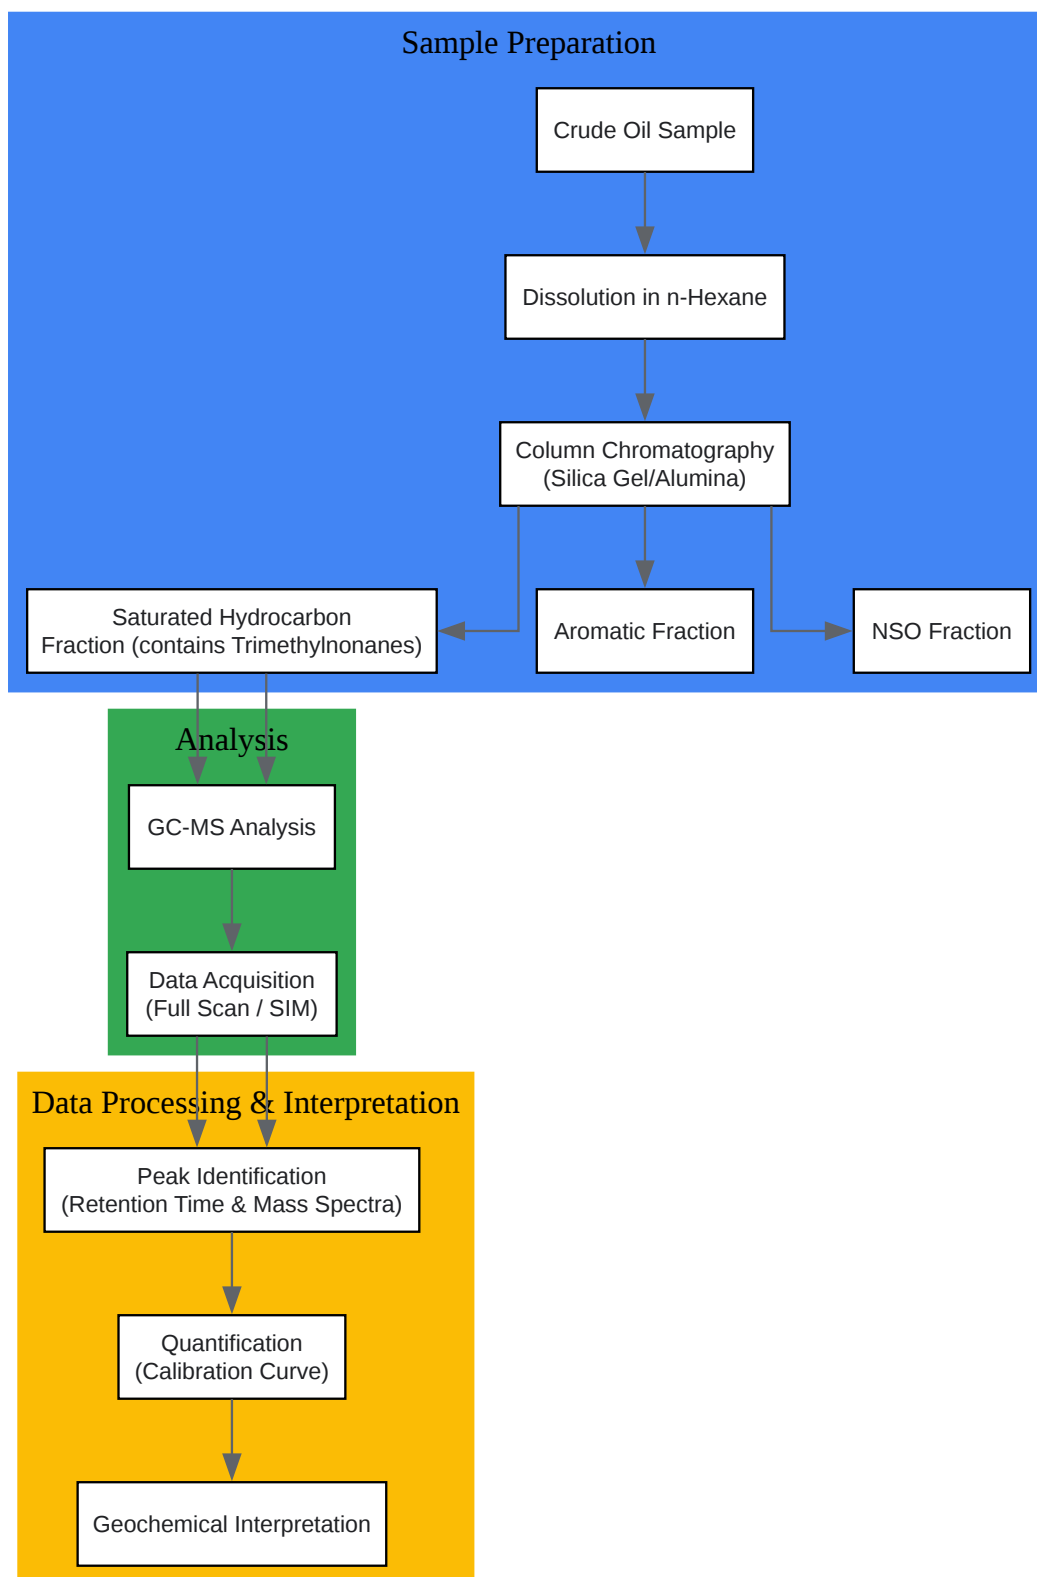 Sample Preparation
Crude Oil Sample
Dissolution in n-Hexane
Column Chromatography
(Silica Gel/Alumina)
Saturated Hydrocarbon
Fraction (contains Trimethylnonanes)
Aromatic Fraction
NSO Fraction
Analysis
GC-MS Analysis
Data Acquisition
(Full Scan / SIM)
Data Processing & Interpretation
Peak Identification
(Retention Time & Mass Spectra)
Quantification
(Calibration Curve)
Geochemical Interpretation